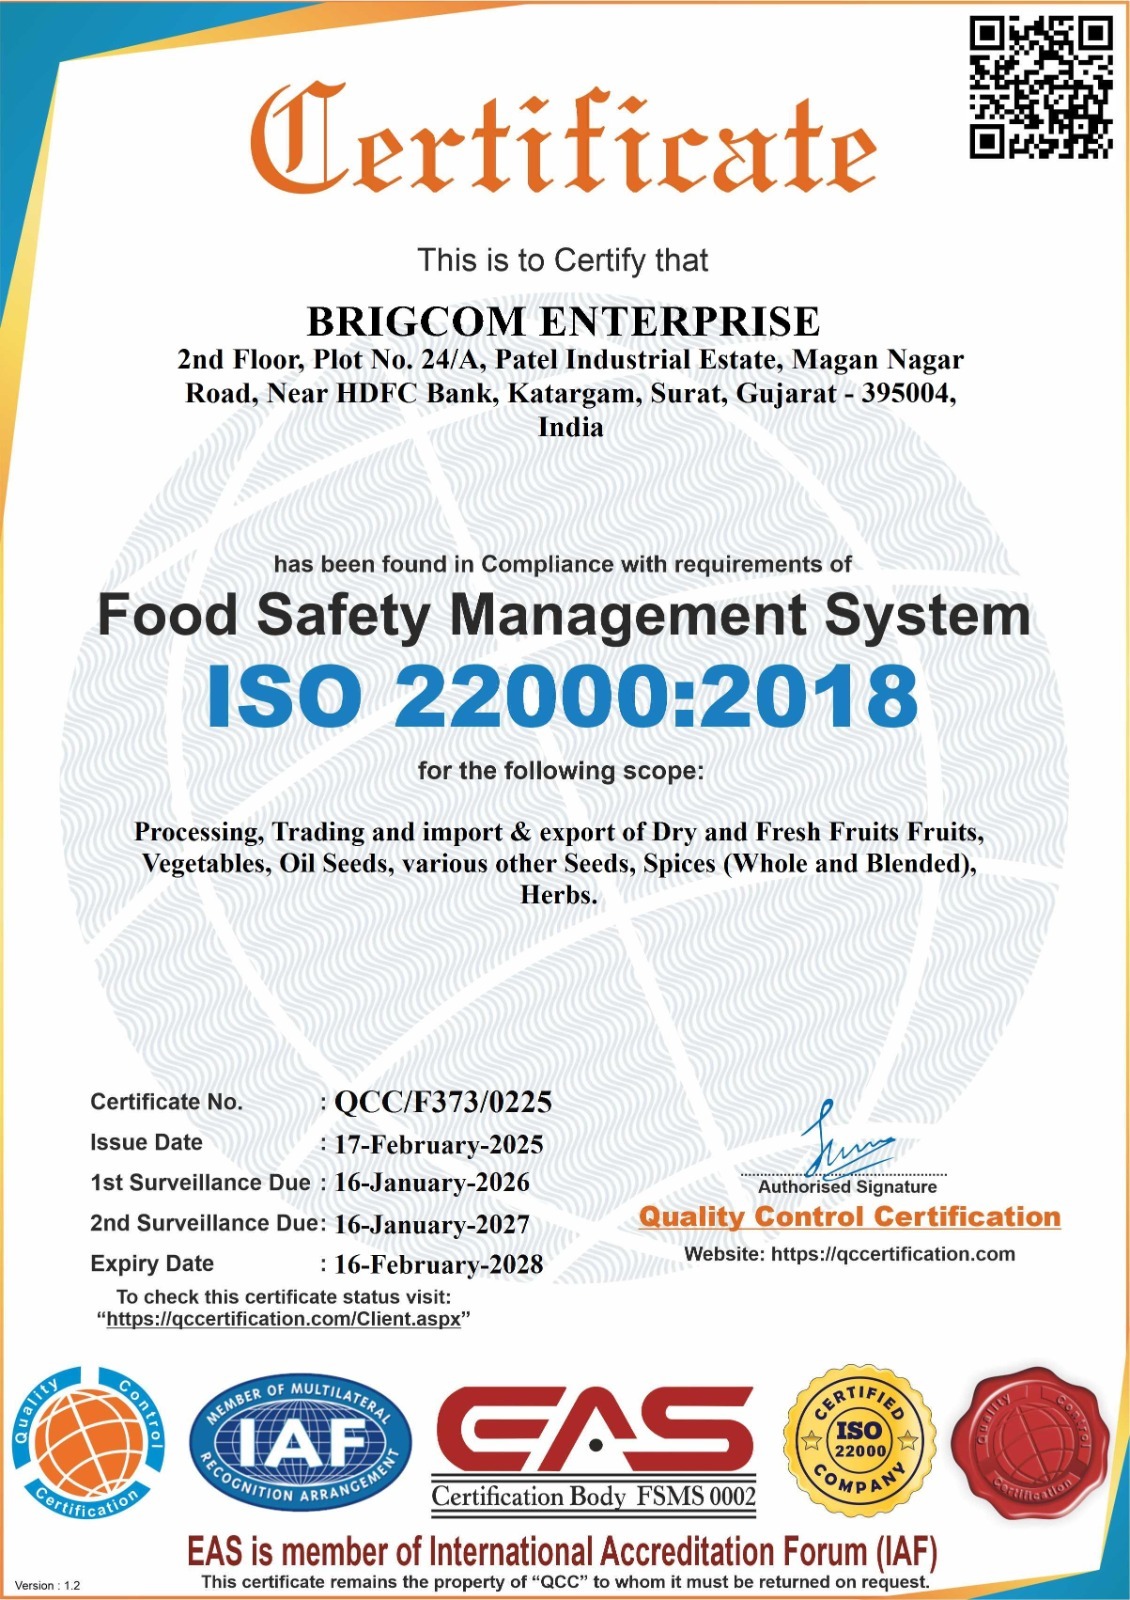 Certificate
This is to Certify that
BRIGCOM ENTERPRISE
2nd Floor, Plot No. 24/A, Patel Industrial Estate, Magan Nagar
Road, Near HDFC Bank, Katargam, Surat, Gujarat - 395004,
India
has been found in Compliance with requirements of
Food Safety Management System
ISO 22000:2018
for the following scope:
Processing, Trading and import & export of Dry and Fresh Fruits Fruits,
Vegetables, Oil Seeds, various other Seeds, Spices (Whole and Blended),
Herbs.
Certificate No. : QCC/F373/0225
Issue Date : 17-February-2025
1st Surveillance Due : 16-January-2026
2nd Surveillance Due: 16-January-2027
Expiry Date : 16-February-2028
To check this certificate status visit:
“https://qccertification.com/Client.aspx”
Authorised Signature
Quality Control Certification
Website: https://qccertification.com
Quality Control
Certification
MEMBER OF MULTILATERAL
IAF
RECOGNITION ARRANGEMENT
EAS
Certification Body FSMS 0002
CERTIFIED
ISO
22000
COMPANY
Quality Control
Certification
EAS is member of International Accreditation Forum (IAF)
This certificate remains the property of “QCC” to whom it must be returned on request.
Version : 1.2